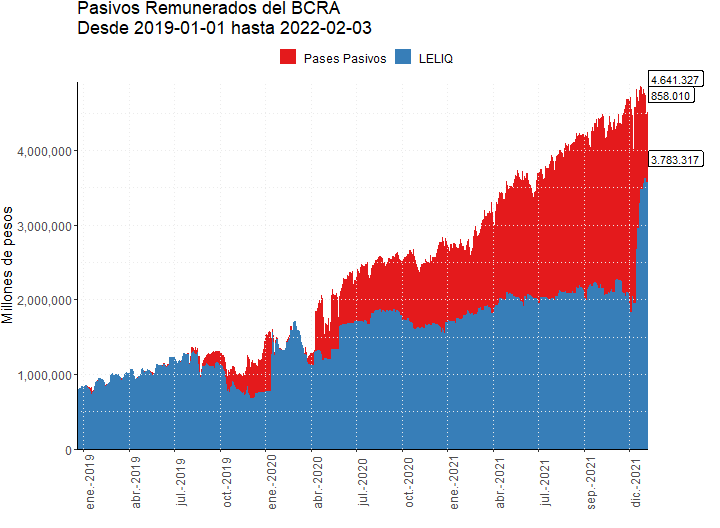 Pasivos Remunerados del BCRA
Desde 2019-01-01 hasta 2022-02-03
Pases Pasivos
LELIQ
4.641.327
858.010
3.783.317
Millones de pesos
4,000,000
3,000,000
2,000,000
1,000,000
0
ene.-2019
abr.-2019
jul.-2019
oct.-2019
ene.-2020
abr.-2020
jul.-2020
oct.-2020
ene.-2021
abr.-2021
jul.-2021
sep.-2021
dic.-2021